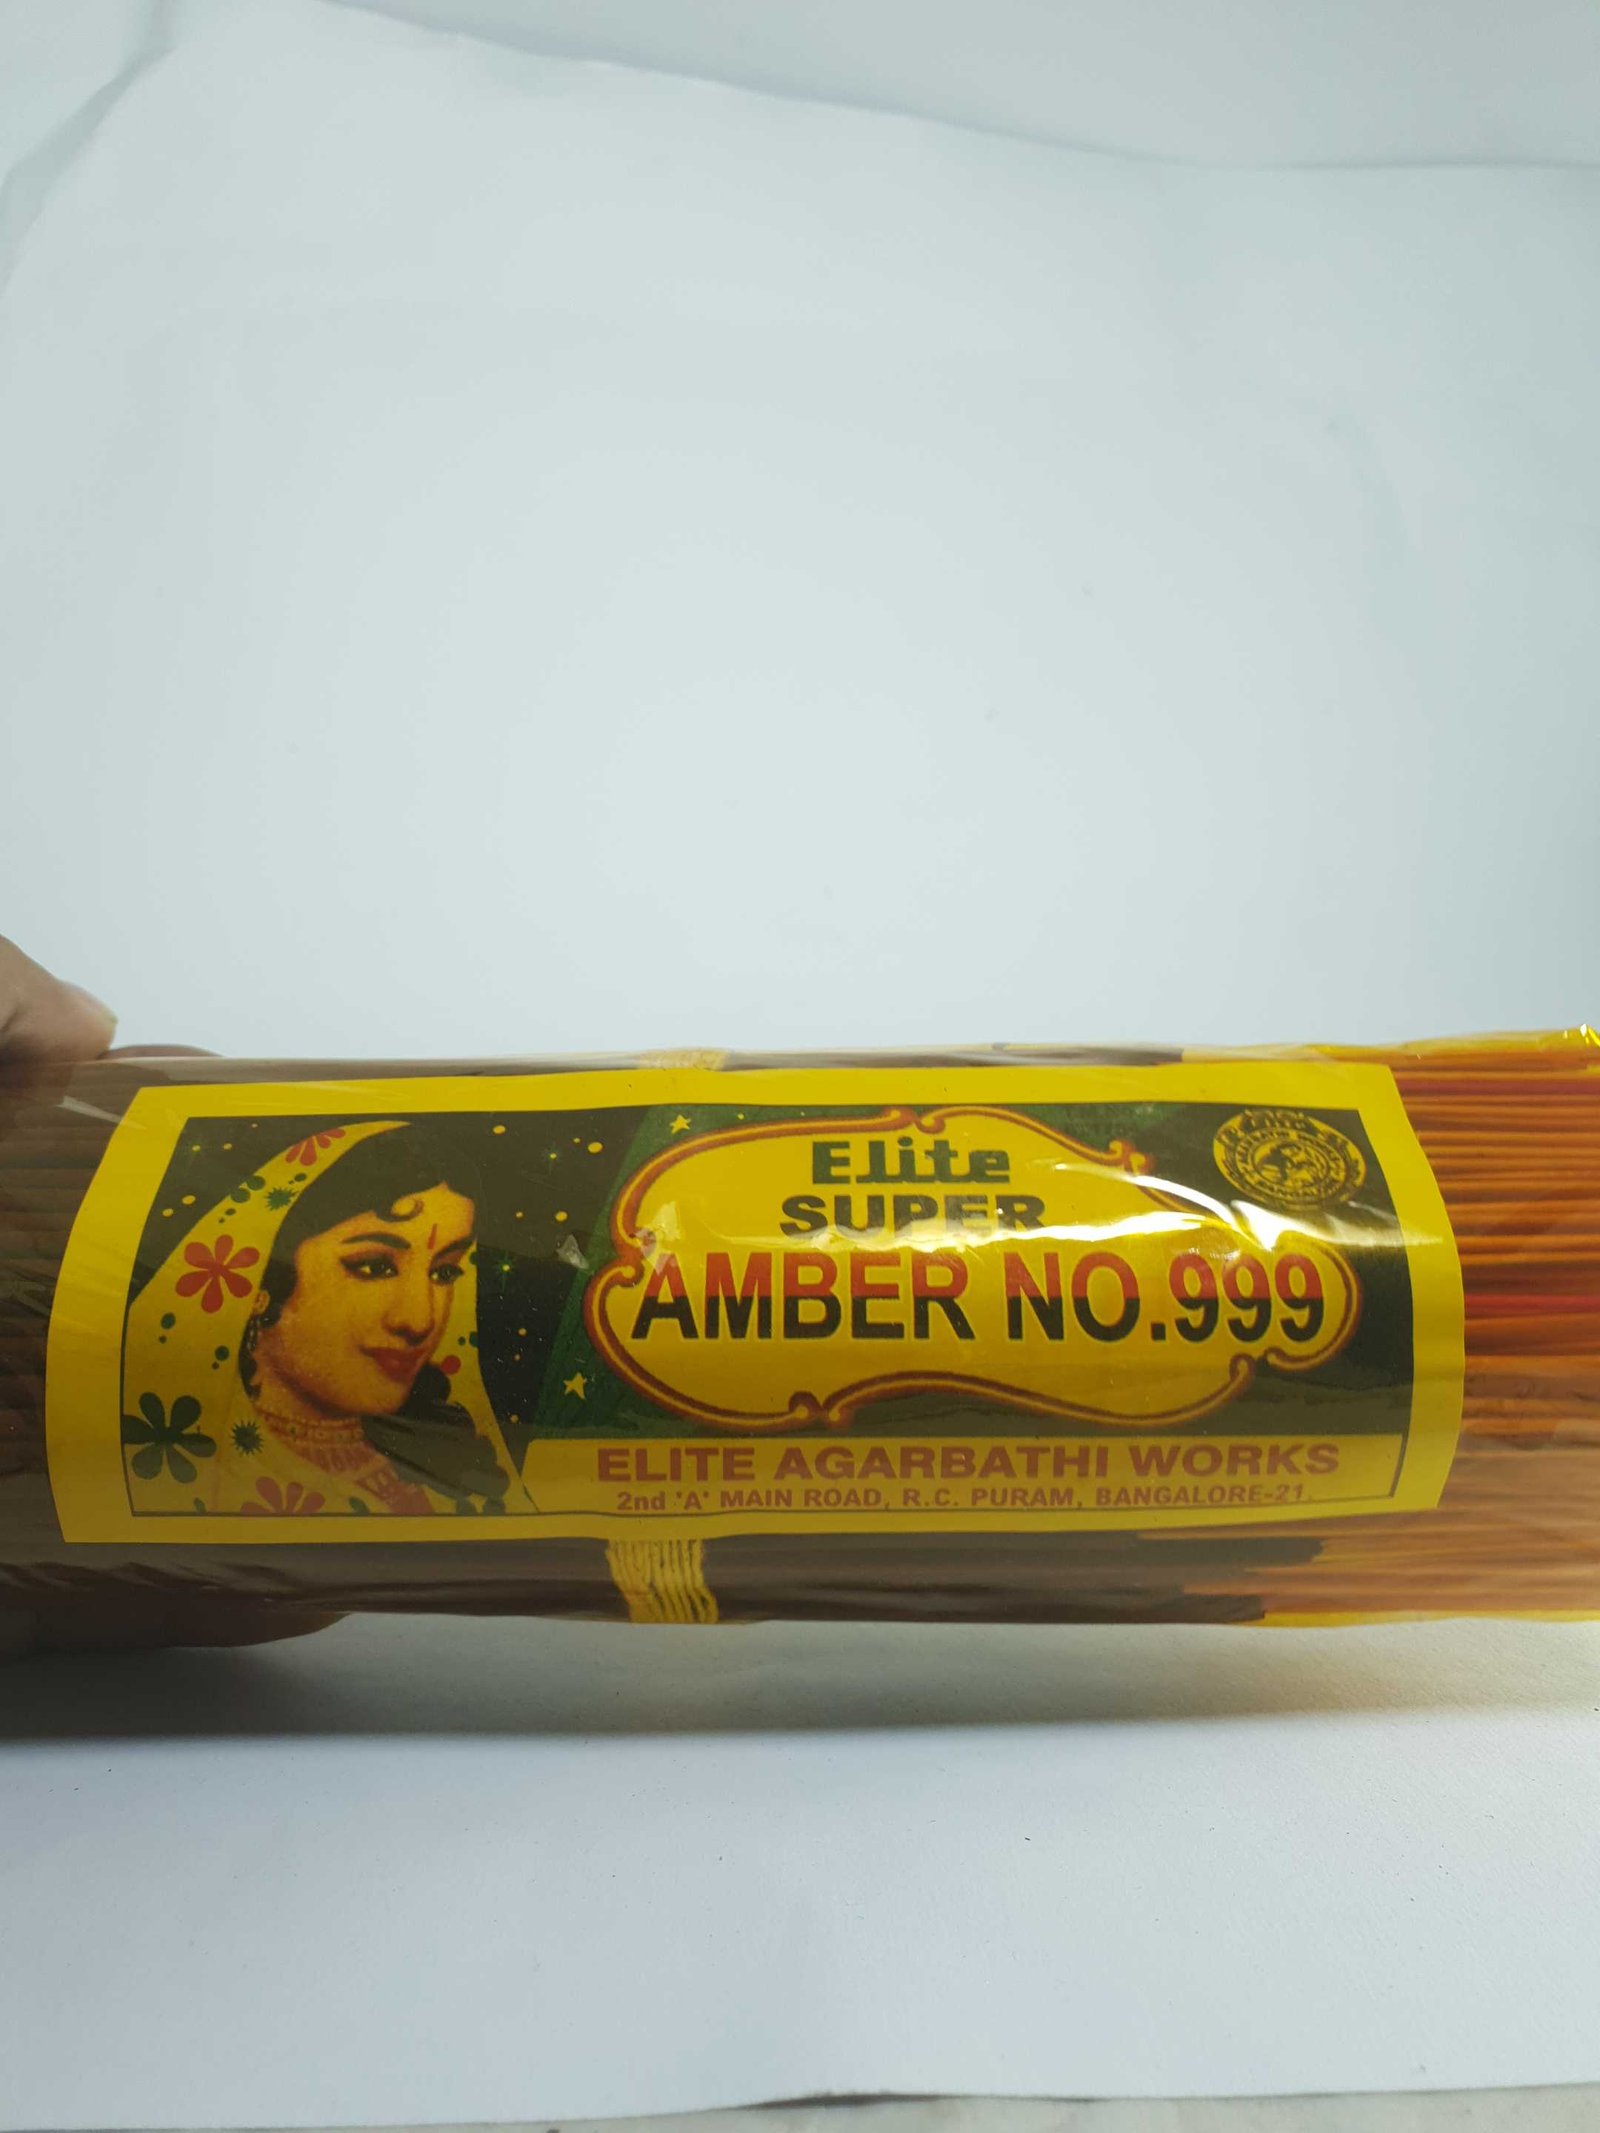 Elite
SUPER
AMBER NO.999
ELITE AGARBATHI WORKS
2nd 'A' MAIN ROAD, R.C. PURAM, BANGALORE-21.